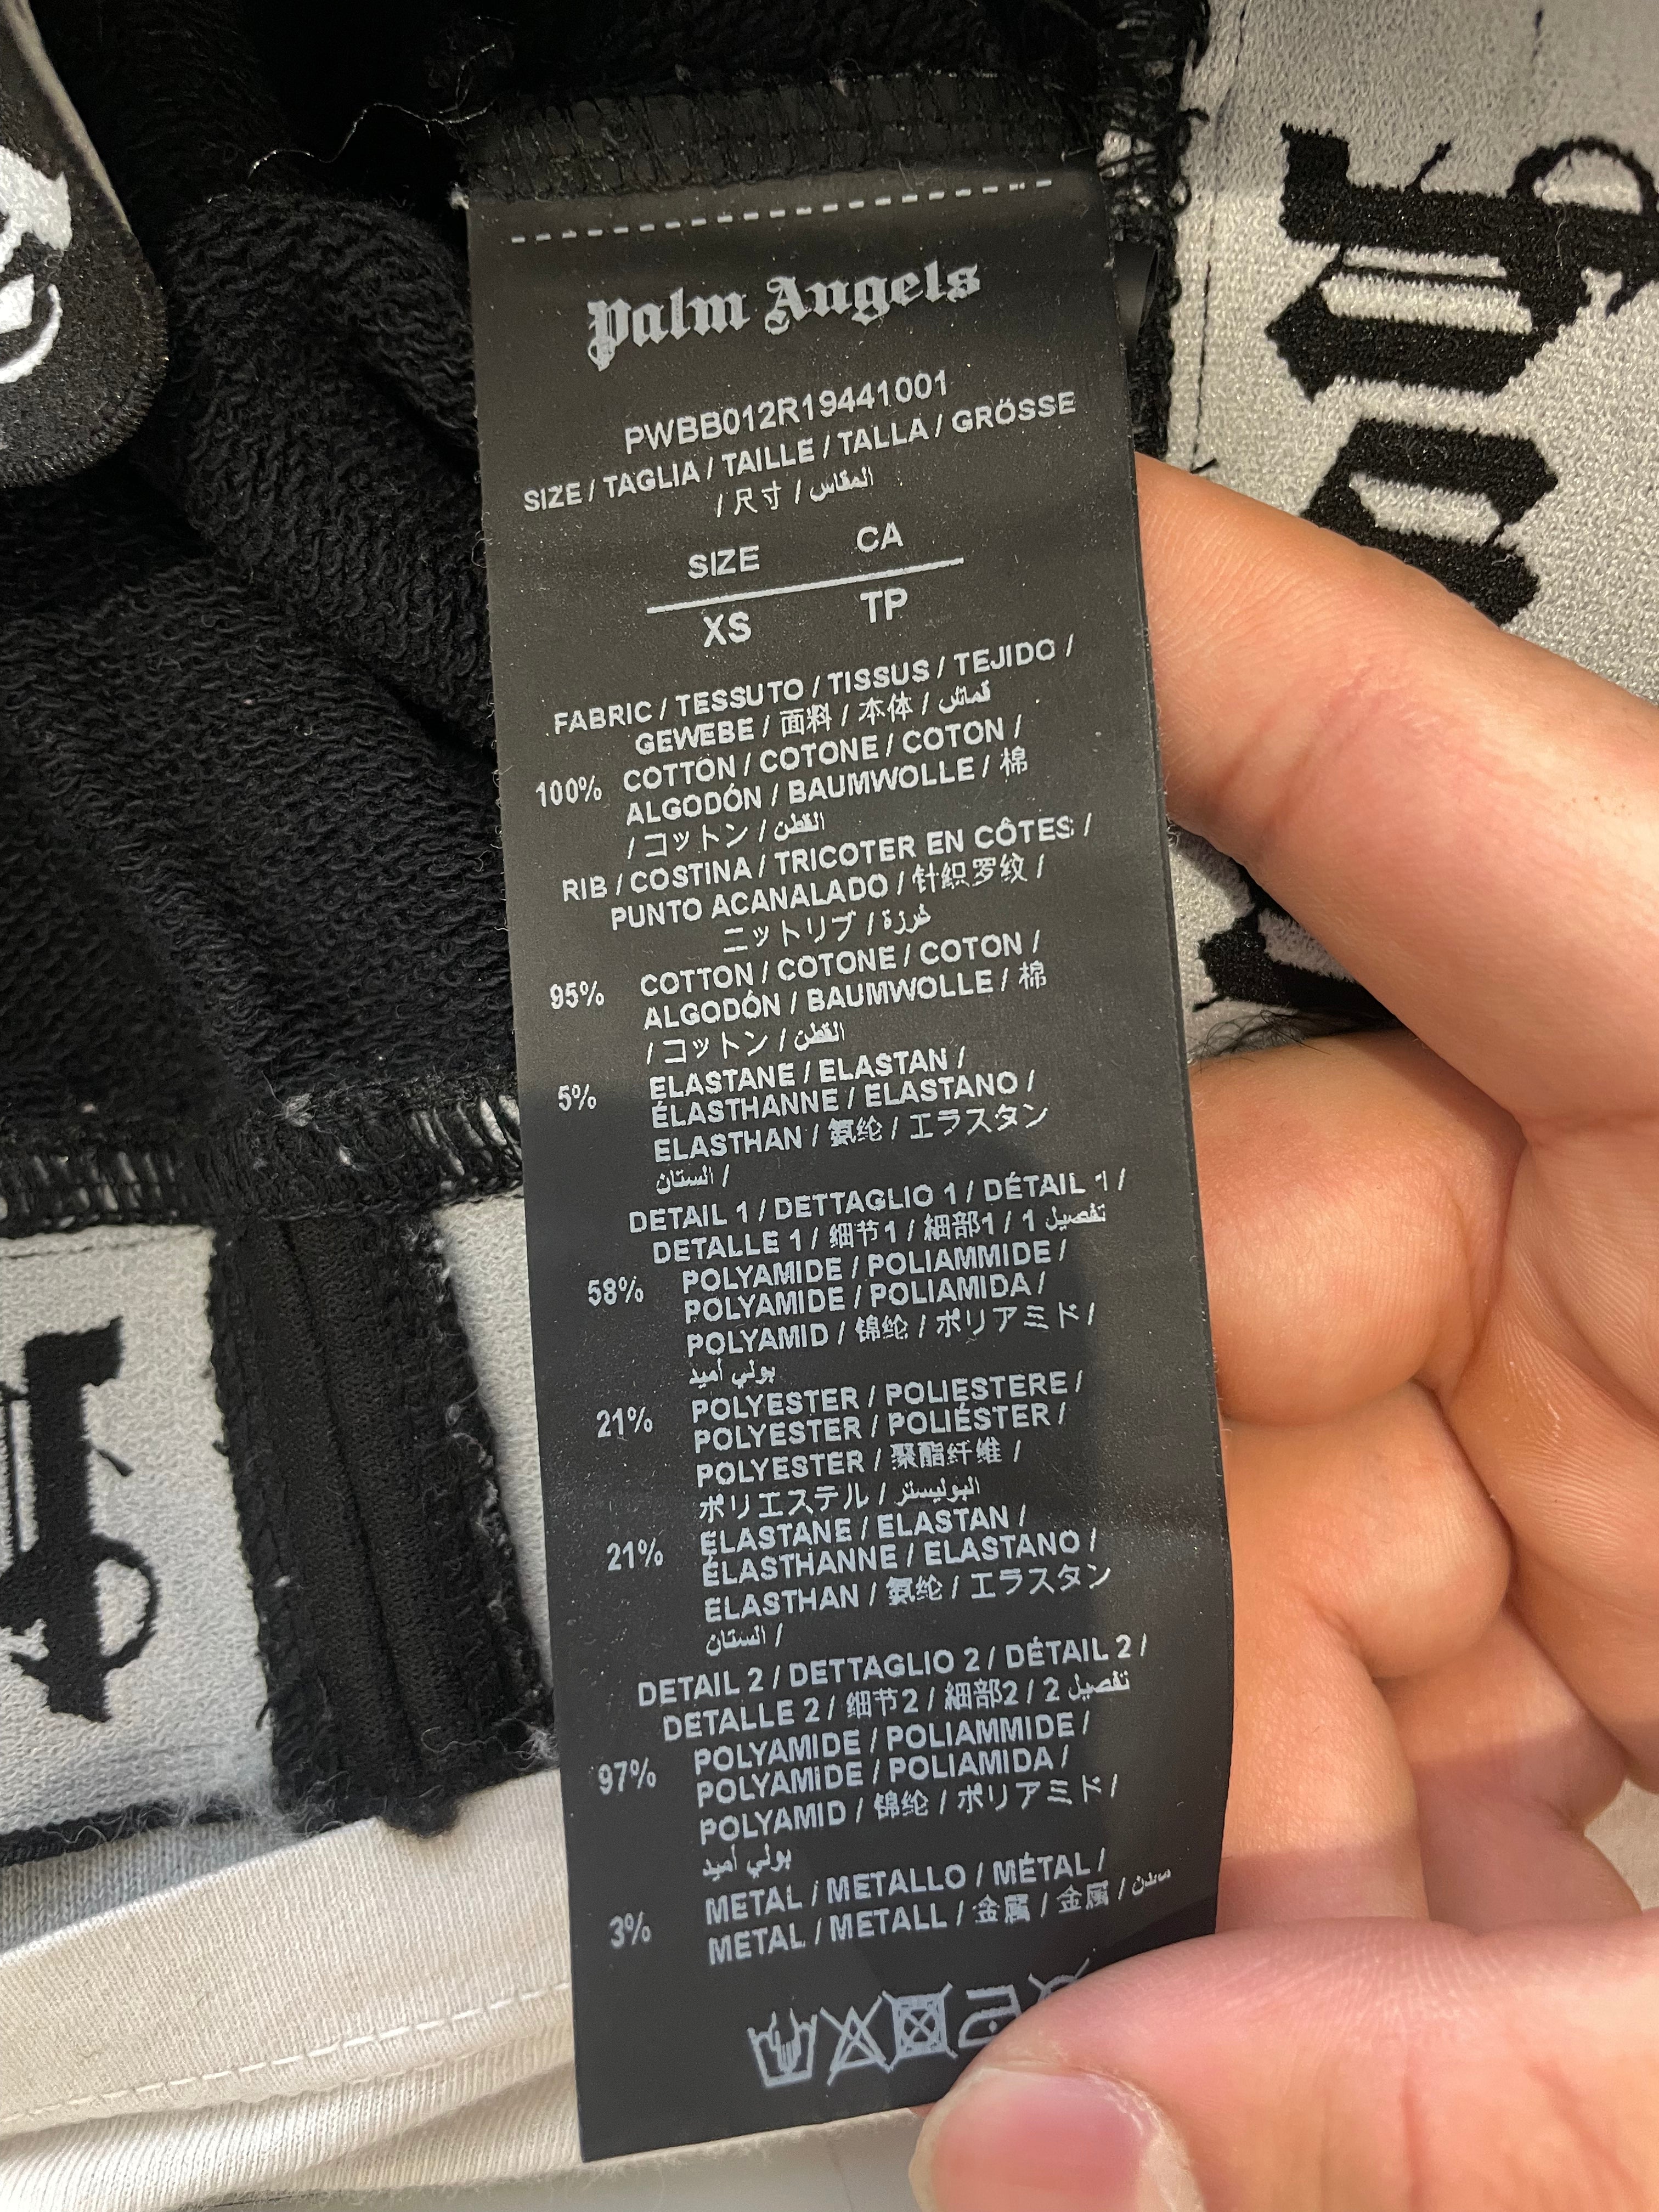 Palm Angels
PWBB012R19441001
SIZE / TAGLIA / TAILLE / TALLA / GRÖSSE
/ 尺寸 / المقاس
SIZE CA
XS TP
FABRIC / TESSUTO / TISSUS / TEJIDO /
GEWEBE / 面料 / 本体 / قماش
100% COTTON / COTONE / COTON /
ALGODÓN / BAUMWOLLE / 棉
/ コットン / القطن
RIB / COSTINA / TRICOTER EN CÔTES /
PUNTO ACANALADO / 针织罗纹 /
ニットリブ / غرزة
95% COTTON / COTONE / COTON /
ALGODÓN / BAUMWOLLE / 棉
/ コットン / القطن
5% ELASTANE / ELASTAN /
ÉLASTHANNE / ELASTANO /
ELASTHAN / 氨纶 / エラスタン
الستان /
DETAIL 1 / DETTAGLIO 1 / DÉTAIL 1 /
DETALLE 1 / 细节1 / 細部1 / 1 تفصيل
58% POLYAMIDE / POLIAMMIDE /
POLYAMIDE / POLIAMIDA /
POLYAMID / 锦纶 / ポリアミド /
بولي أميد
21% POLYESTER / POLIESTERE /
POLYESTER / POLIÉSTER /
POLYESTER / 聚酯纤维 /
ポリエステル / البوليستر
21% ELASTANE / ELASTAN /
ÉLASTHANNE / ELASTANO /
ELASTHAN / 氨纶 / エラスタン
الستان /
DETAIL 2 / DETTAGLIO 2 / DÉTAIL 2 /
DETALLE 2 / 细节2 / 細部2 / 2 تفصيل
97% POLYAMIDE / POLIAMMIDE /
POLYAMIDE / POLIAMIDA /
POLYAMID / 锦纶 / ポリアミド /
بولي أميد
3% METAL / METALLO / MÉTAL /
METAL / METALL / 金属 / 金属 /